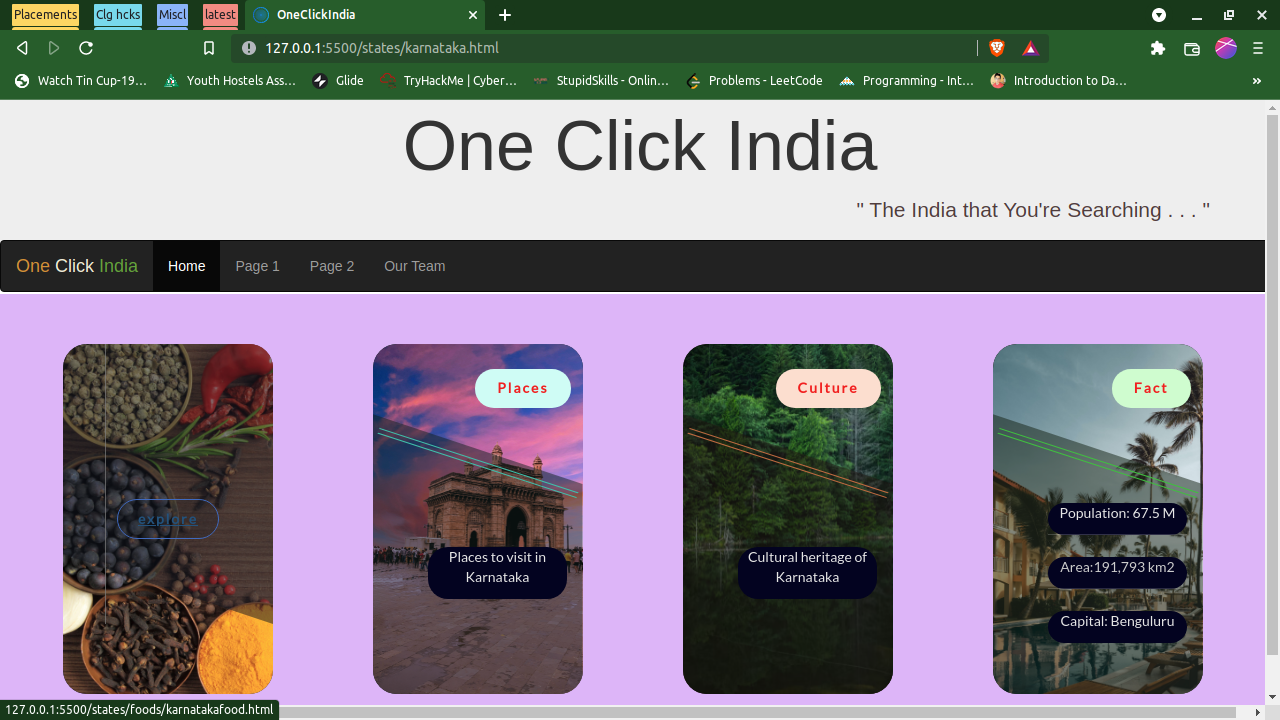 Placements
Clg hcks
Miscl
latest
OneClickIndia
127.0.0.1:5500/states/karnataka.html
Watch Tin Cup-19…
Youth Hostels Ass…
Glide
TryHackMe | Cyber…
StupidSkills - Onlin…
Problems - LeetCode
Programming - Int…
Introduction to Da…
»
One Click India
" The India that You're Searching . . . "
One Click India
Home
Page 1
Page 2
Our Team
explore
Places
Places to visit in
Karnataka
Culture
Cultural heritage of
Karnataka
Fact
Population: 67.5 M
Area:191,793 km2
Capital: Benguluru
127.0.0.1:5500/states/foods/karnatakafood.html